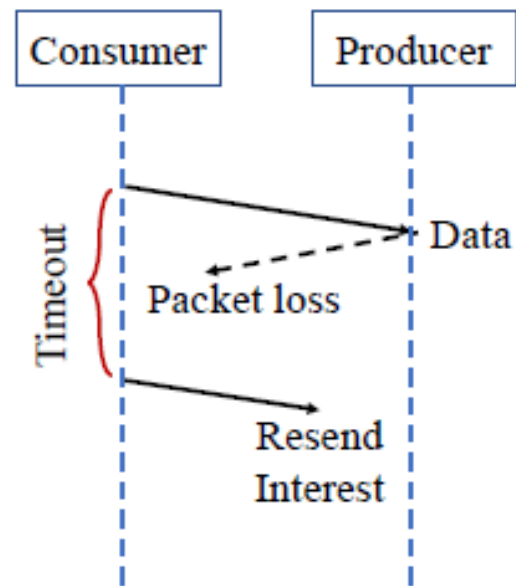 Consumer
Producer
Data
Packet loss
Timeout
Resend
Interest